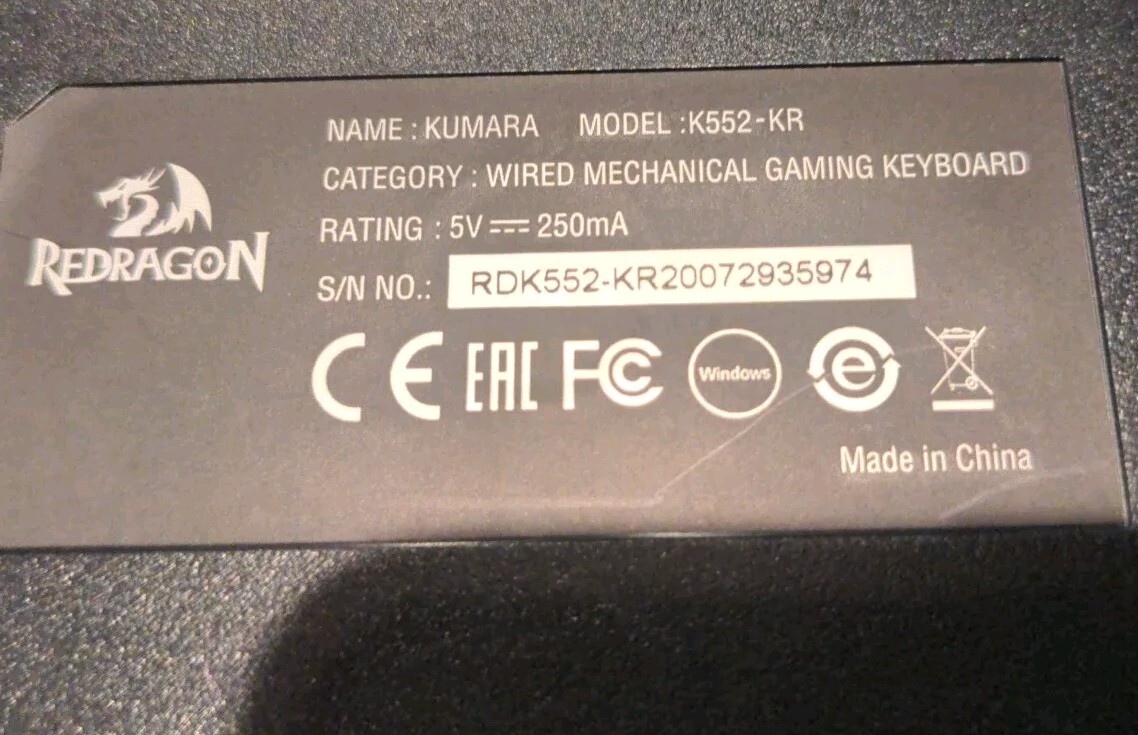 NAME : KUMARA MODEL :K552-KR
CATEGORY : WIRED MECHANICAL GAMING KEYBOARD
REDRAGON
RATING : 5V 250mA
S/N NO.: RDK552-KR20072935974
CE EAC FC Windows e
Made in China